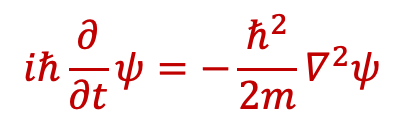 iħ ∂/∂t ψ = − ħ²/2m ∇²ψ